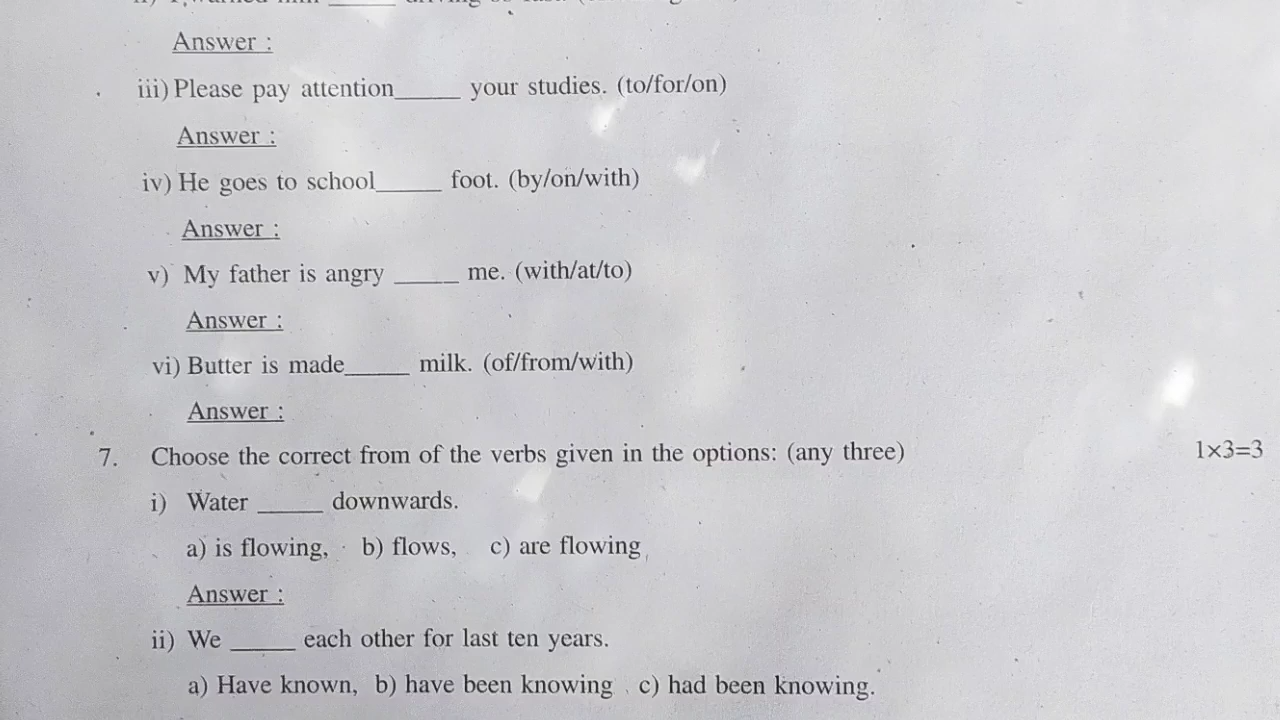 Answer :
iii) Please pay attention_____ your studies. (to/for/on)
Answer :
iv) He goes to school_____ foot. (by/on/with)
Answer :
v) My father is angry _____ me. (with/at/to)
Answer :
vi) Butter is made_____ milk. (of/from/with)
Answer :
7. Choose the correct from of the verbs given in the options: (any three) 1×3=3
i) Water _____ downwards.
a) is flowing, b) flows, c) are flowing
Answer :
ii) We _____ each other for last ten years.
a) Have known, b) have been knowing c) had been knowing.